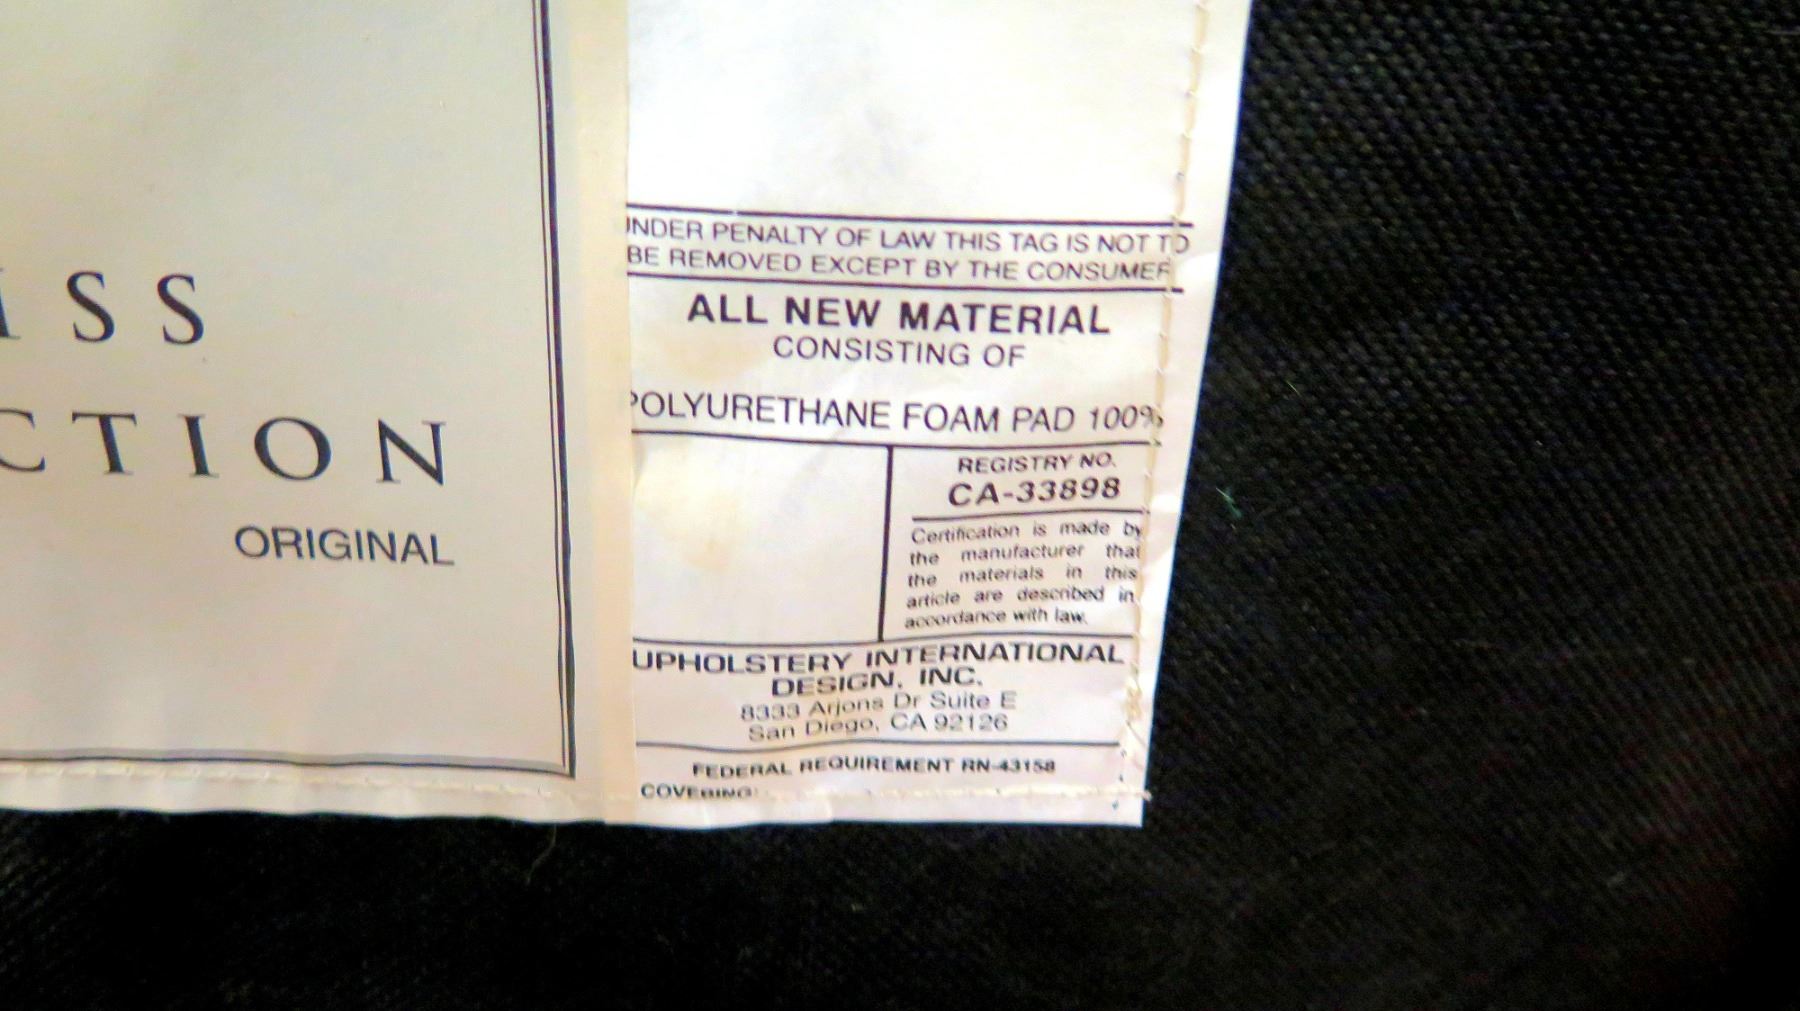 ISS
CTION
ORIGINAL
UNDER PENALTY OF LAW THIS TAG IS NOT TO
BE REMOVED EXCEPT BY THE CONSUMER
ALL NEW MATERIAL
CONSISTING OF
POLYURETHANE FOAM PAD 100%
REGISTRY NO.
CA-33898
Certification is made by
the manufacturer that
the materials in this
article are described in
accordance with law.
UPHOLSTERY INTERNATIONAL
DESIGN, INC.
8333 Arjons Dr Suite E
San Diego, CA 92126
FEDERAL REQUIREMENT RN-43158
COVERING: